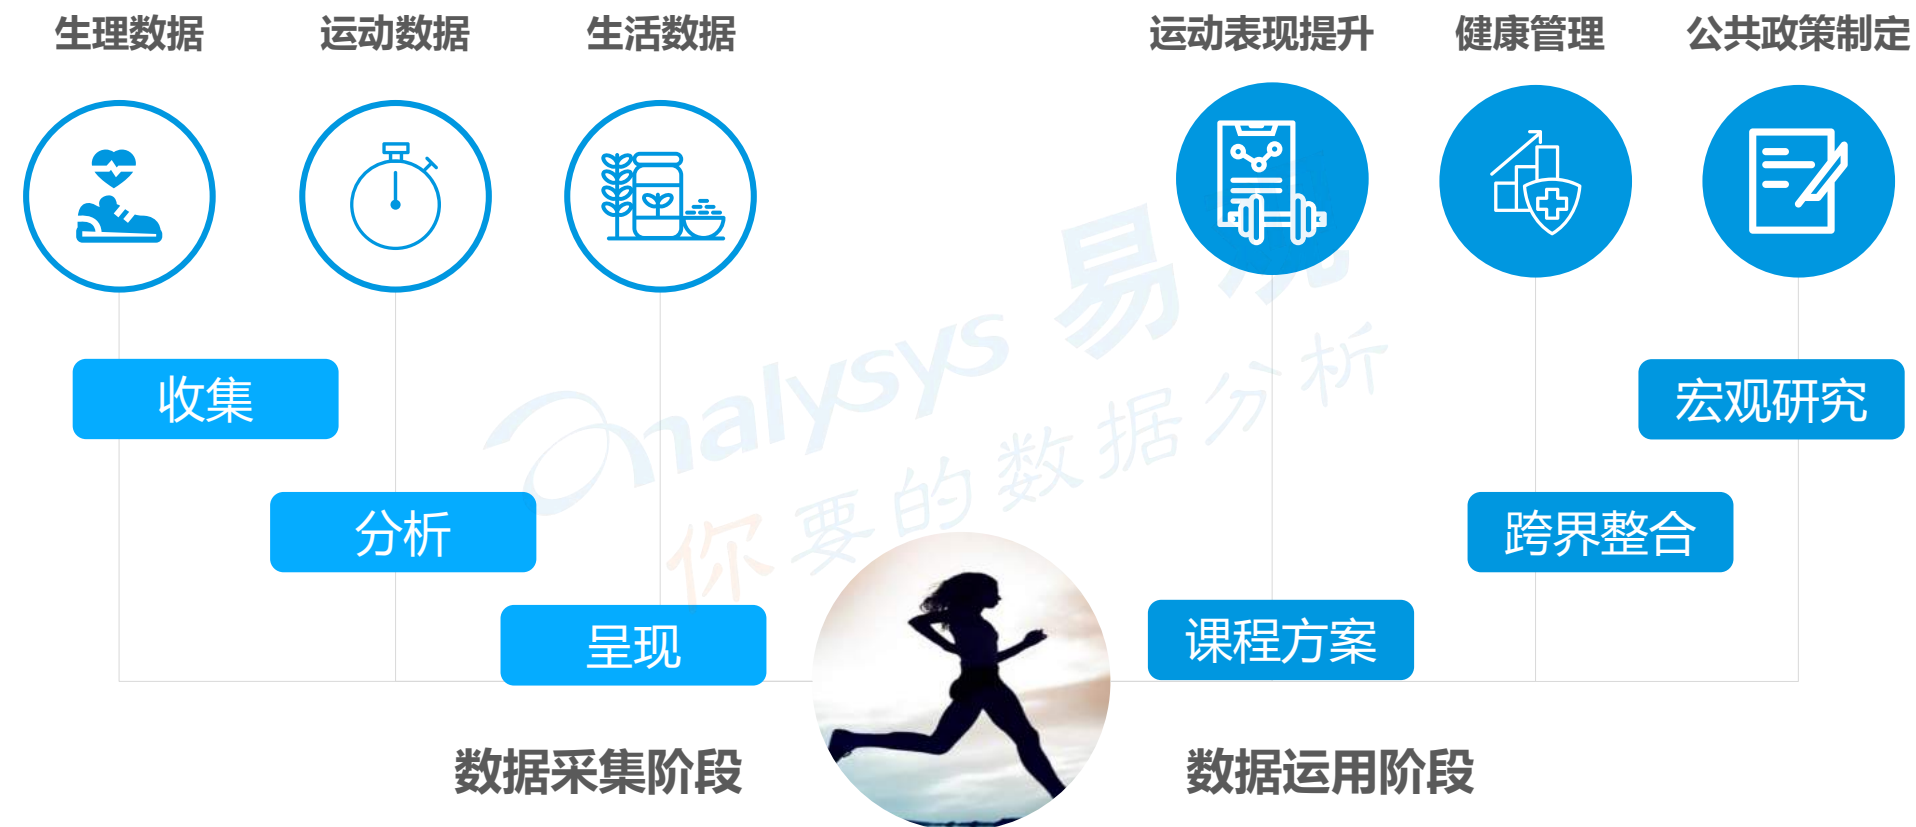 生理数据
运动数据
生活数据
运动表现提升
健康管理
公共政策制定
收集
分析
呈现
课程方案
跨界整合
宏观研究
数据采集阶段
数据运用阶段
analysys 易观
你要的数据分析